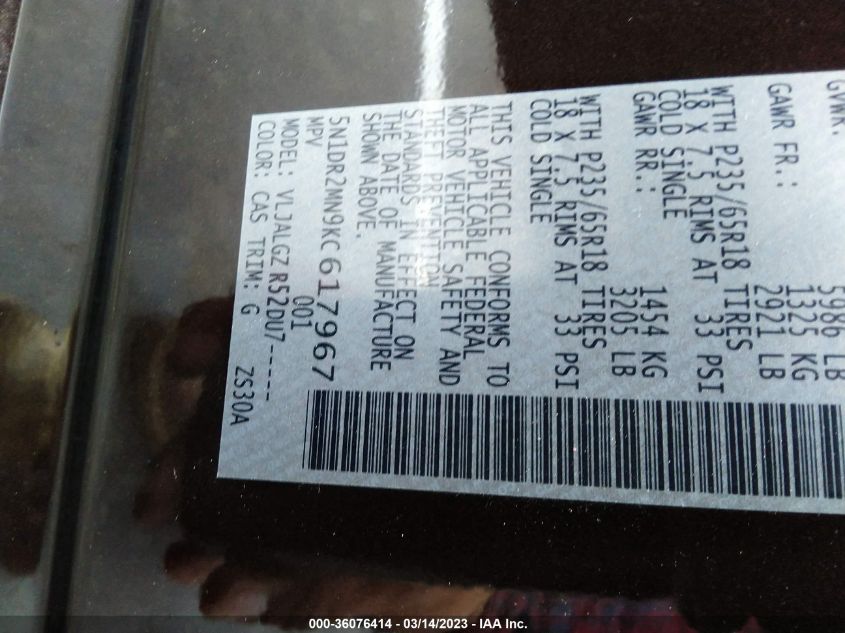 GVWR:
5986 LB
GAWR FR.: 1325 KG
2921 LB
WITH P235/65R18 TIRES
18 X 7.5 RIMS AT 33 PSI
COLD SINGLE
GAWR RR.: 1454 KG
3205 LB
WITH P235/65R18 TIRES
18 X 7.5 RIMS AT 33 PSI
COLD SINGLE
THIS VEHICLE CONFORMS TO
ALL APPLICABLE FEDERAL
MOTOR VEHICLE SAFETY AND
THEFT PREVENTION
STANDARDS IN EFFECT ON
THE DATE OF MANUFACTURE
SHOWN ABOVE.
5N1DR2MN9KC617967
MPV 001
MODEL: VLJALGZ R52DU7-----
COLOR: CAS TRIM: G ZS30A
000-36076414 — 03/14/2023 — IAA Inc.